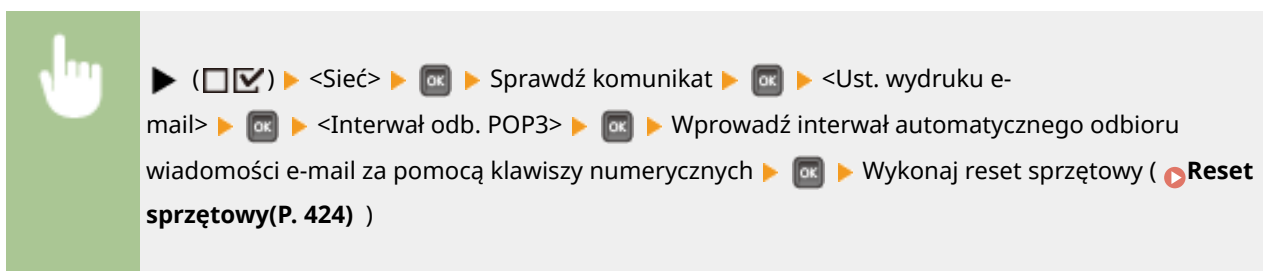 ▶ (☐☑) ▶ <Sieć> ▶ OK ▶ Sprawdź komunikat ▶ OK ▶ <Ust. wydruku e-
mail> ▶ OK ▶ <Interwał odb. POP3> ▶ OK ▶ Wprowadź interwał automatycznego odbioru
wiadomości e-mail za pomocą klawiszy numerycznych ▶ OK ▶ Wykonaj reset sprzętowy ( Reset
sprzętowy(P. 424) )